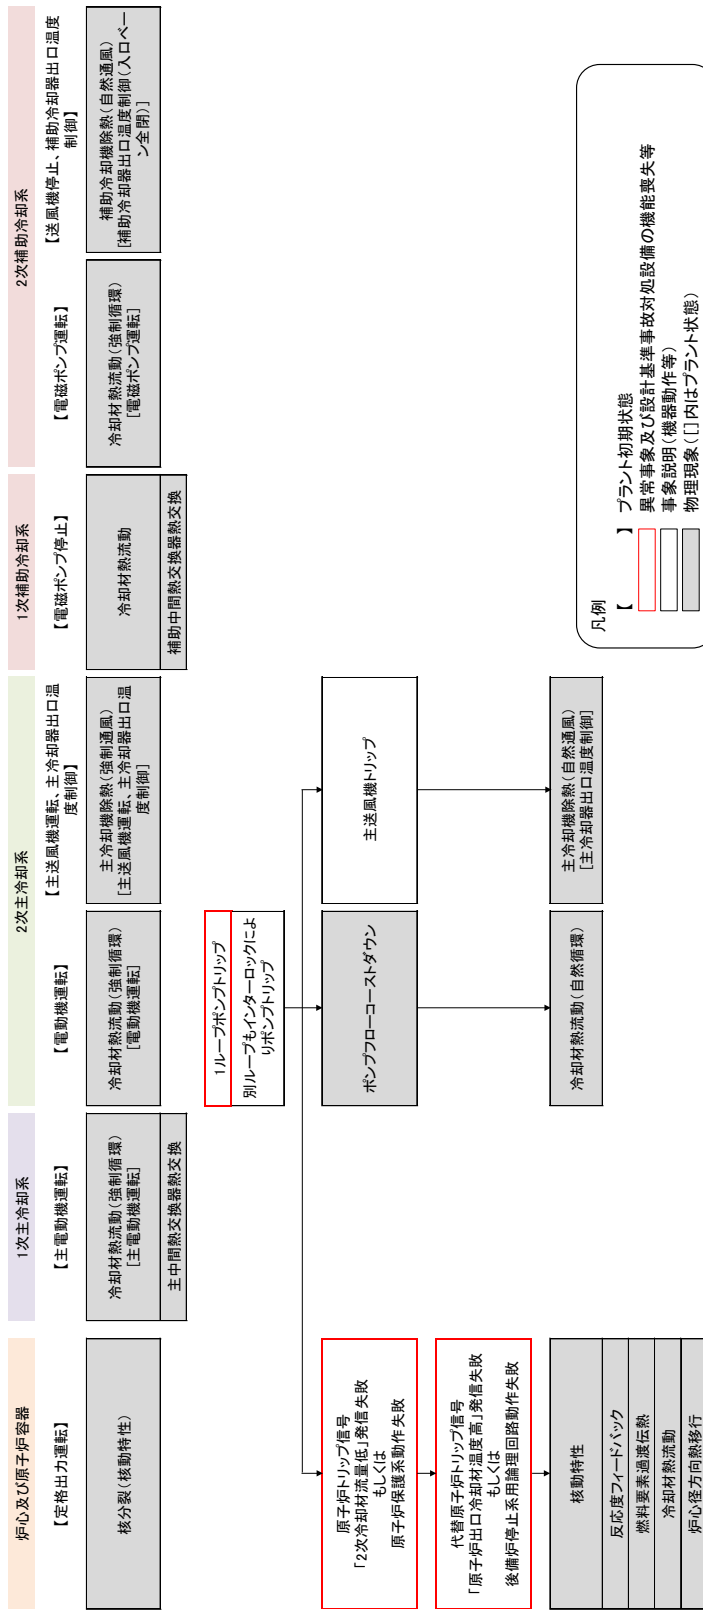 炉心及び原子炉容器
【定格出力運転】
核分裂(核動特性)
原子炉トリップ信号
「2次冷却材流量低」発信失敗
もしくは
原子炉保護系動作失敗
代替原子炉トリップ信号
「原子炉出口冷却材温度高」発信失敗
もしくは
後備炉停止系用論理回路動作失敗
核動特性
反応度フィードバック
燃料要素過渡伝熱
冷却材熱流動
炉心径方向熱移行
1次主冷却系
【主電動機運転】
冷却材熱流動(強制循環)
[主電動機運転]
主中間熱交換器熱交換
2次主冷却系
【電動機運転】
冷却材熱流動(強制循環)
[電動機運転]
1ループポンプトリップ
別ループもインターロックによ
りポンプトリップ
ポンプフローコーストダウン
冷却材熱流動(自然循環)
【主送風機運転、主冷却器出口温
度制御】
主冷却機除熱(強制通風)
[主送風機運転、主冷却器出口温
度制御]
主送風機トリップ
主冷却機除熱(自然通風)
[主冷却器出口温度制御]
1次補助冷却系
【電磁ポンプ停止】
冷却材熱流動
補助中間熱交換器熱交換
2次補助冷却系
【電磁ポンプ運転】
冷却材熱流動(強制循環)
[電磁ポンプ運転]
【送風機停止、補助冷却器出口温度
制御】
補助冷却機除熱(自然通風)
[補助冷却器出口温度制御(入口ベー
ン全閉)]
凡例
【 】 プラント初期状態
異常事象及び設計基準事故対処設備の機能喪失等
事象説明(機器動作等)
物理現象([]内はプラント状態)